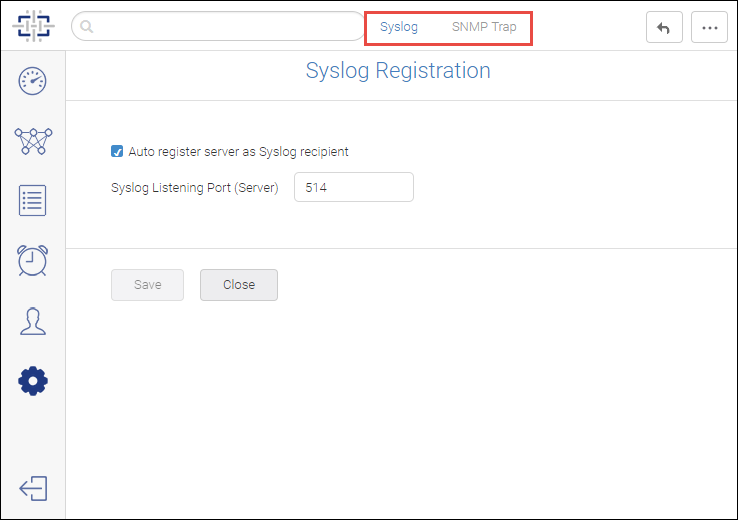 Syslog SNMP Trap
Syslog Registration
Auto register server as Syslog recipient
Syslog Listening Port (Server) 514
Save Close